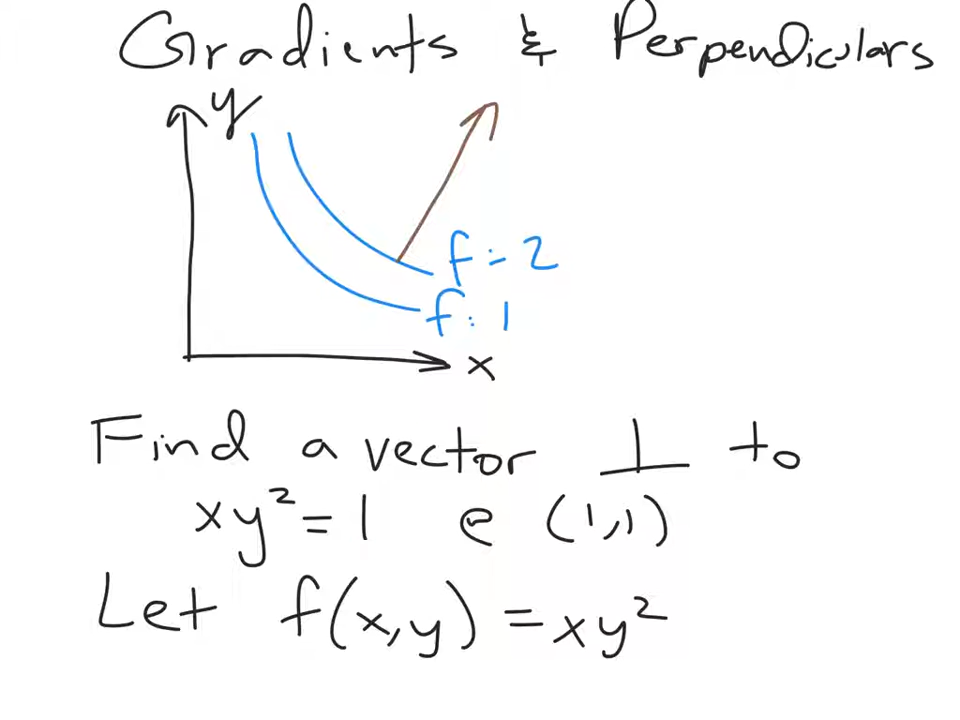 Gradients & Perpendiculars
y
f = 2
f = 1
x
Find a vector ⊥ to
xy² = 1 @ (1,1)
Let f(x,y) = xy²